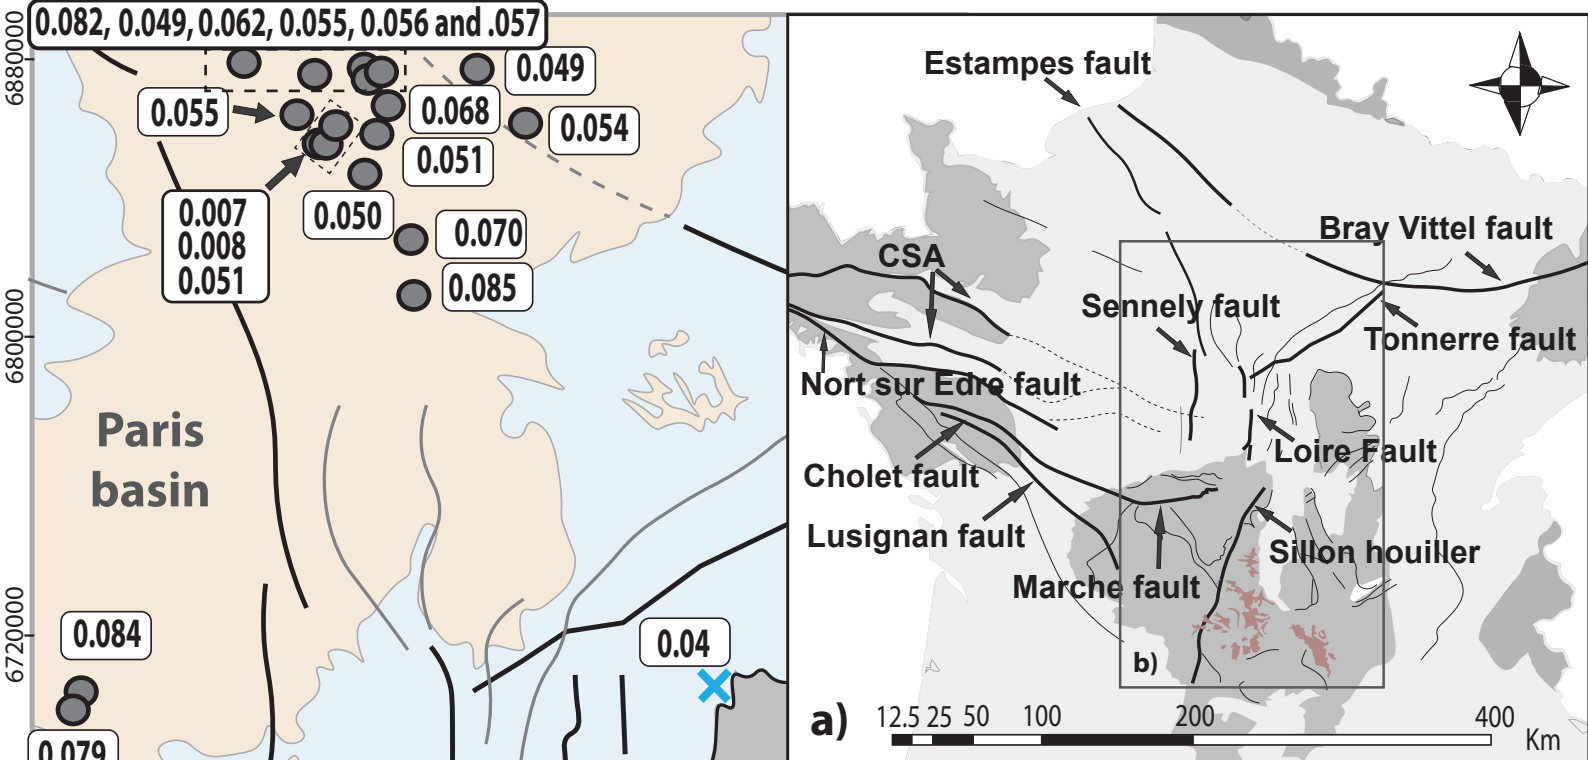 0.082, 0.049, 0.062, 0.055, 0.056 and .057
6880000
0.049
0.055
0.068
0.054
0.051
0.007
0.008
0.051
0.050
0.070
0.085
6800000
Paris
basin
6720000
0.084
0.04
0.079
Estampes fault
Bray Vittel fault
CSA
Sennely fault
Tonnerre fault
Nort sur Edre fault
Loire Fault
Cholet fault
Lusignan fault
Sillon houiller
Marche fault
b)
a)
12.5 25 50 100 200 400
Km